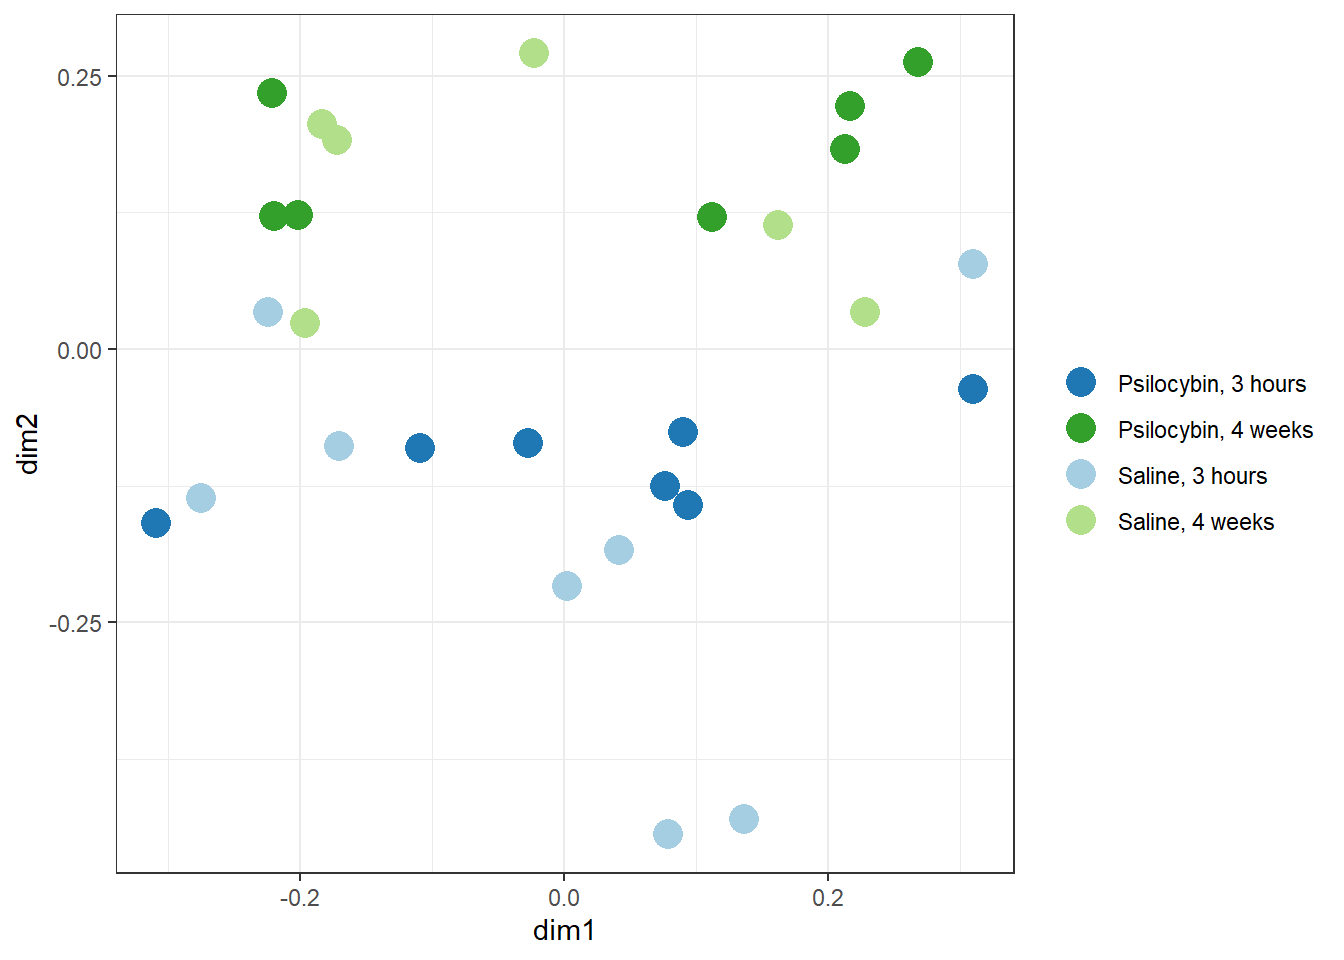 0.25
0.00
-0.25
dim2
-0.2
0.0
0.2
dim1
Psilocybin, 3 hours
Psilocybin, 4 weeks
Saline, 3 hours
Saline, 4 weeks